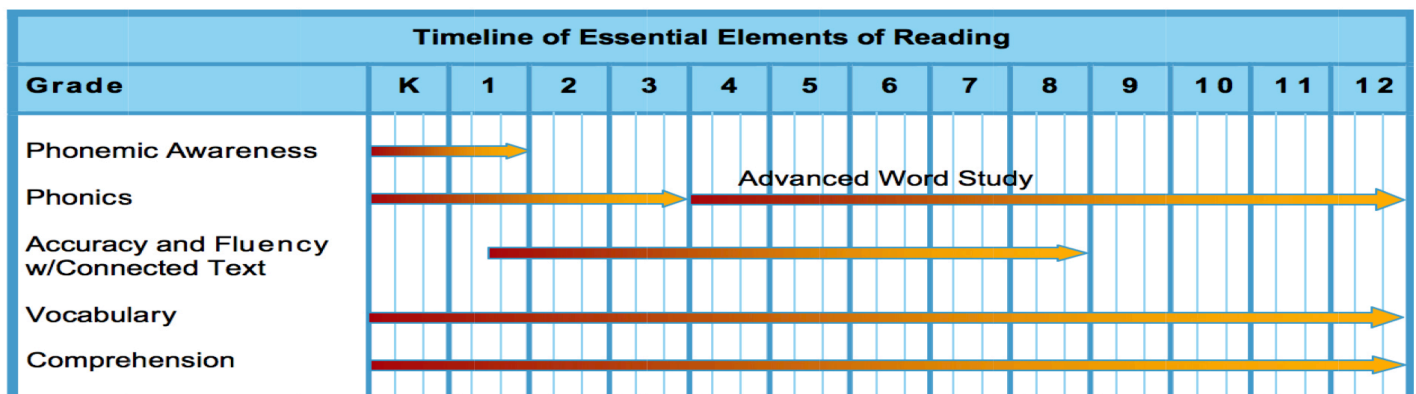 Timeline of Essential Elements of Reading
Grade K 1 2 3 4 5 6 7 8 9 10 11 12
Phonemic Awareness
Advanced Word Study
Phonics
Accuracy and Fluency
w/Connected Text
Vocabulary
Comprehension